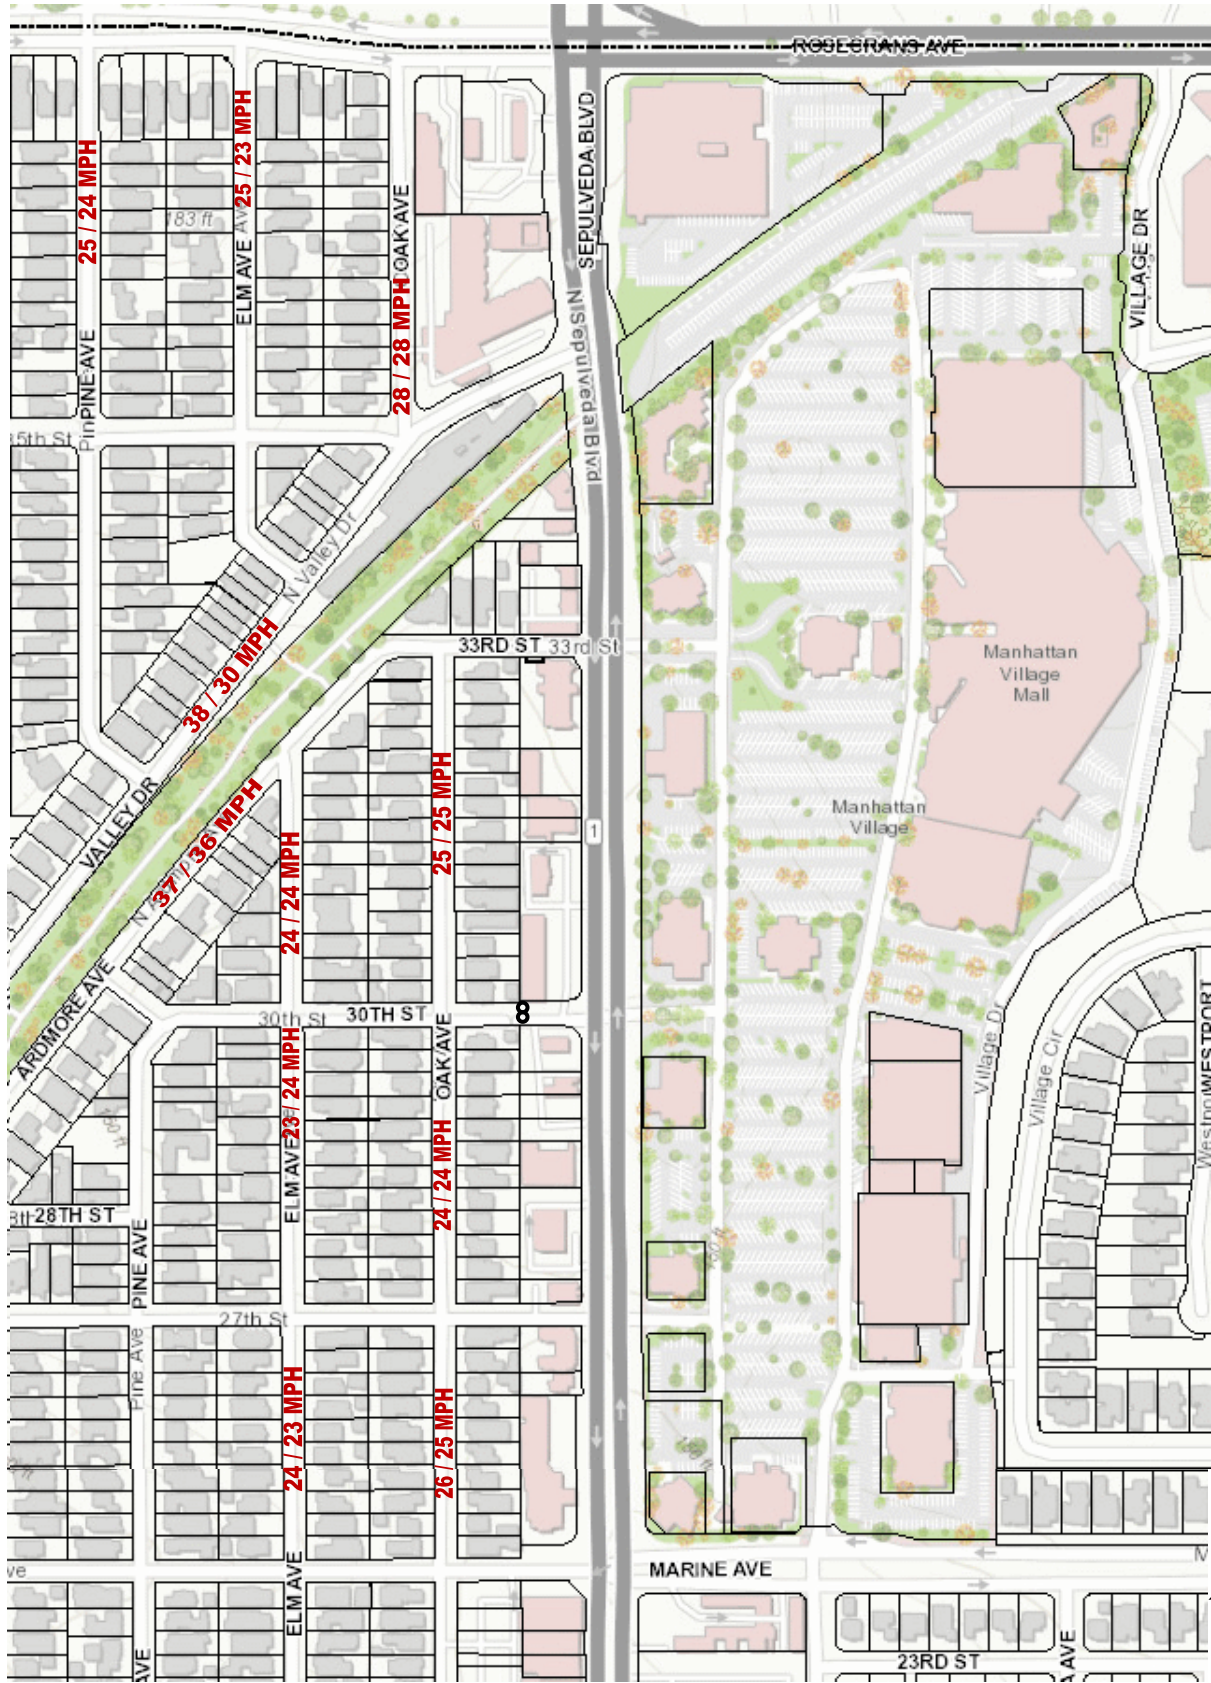 ROSECRANS AVE
SEPULVEDA BLVD
25 / 23 MPH
25 / 24 MPH
183 ft
ELM AVE
OAK AVE
28 / 28 MPH
VILLAGE DR
N Sepulveda Blvd
PINE AVE
35th St
N Valley Dr
38 / 30 MPH
33RD ST
33rd St
Manhattan
Village
Mall
VALLEY DR
37 / 36 MPH
25 / 25 MPH
1
Manhattan
Village
24 / 24 MPH
ARDMORE AVE
30th St
30TH ST
8
OAK AVE
23 / 24 MPH
ELM AVE
24 / 24 MPH
Village Dr
Village Cir
WESTPORT
28TH ST
PINE AVE
27th St
Pine Ave
24 / 23 MPH
26 / 25 MPH
ELM AVE
MARINE AVE
AVE
23RD ST
AVE